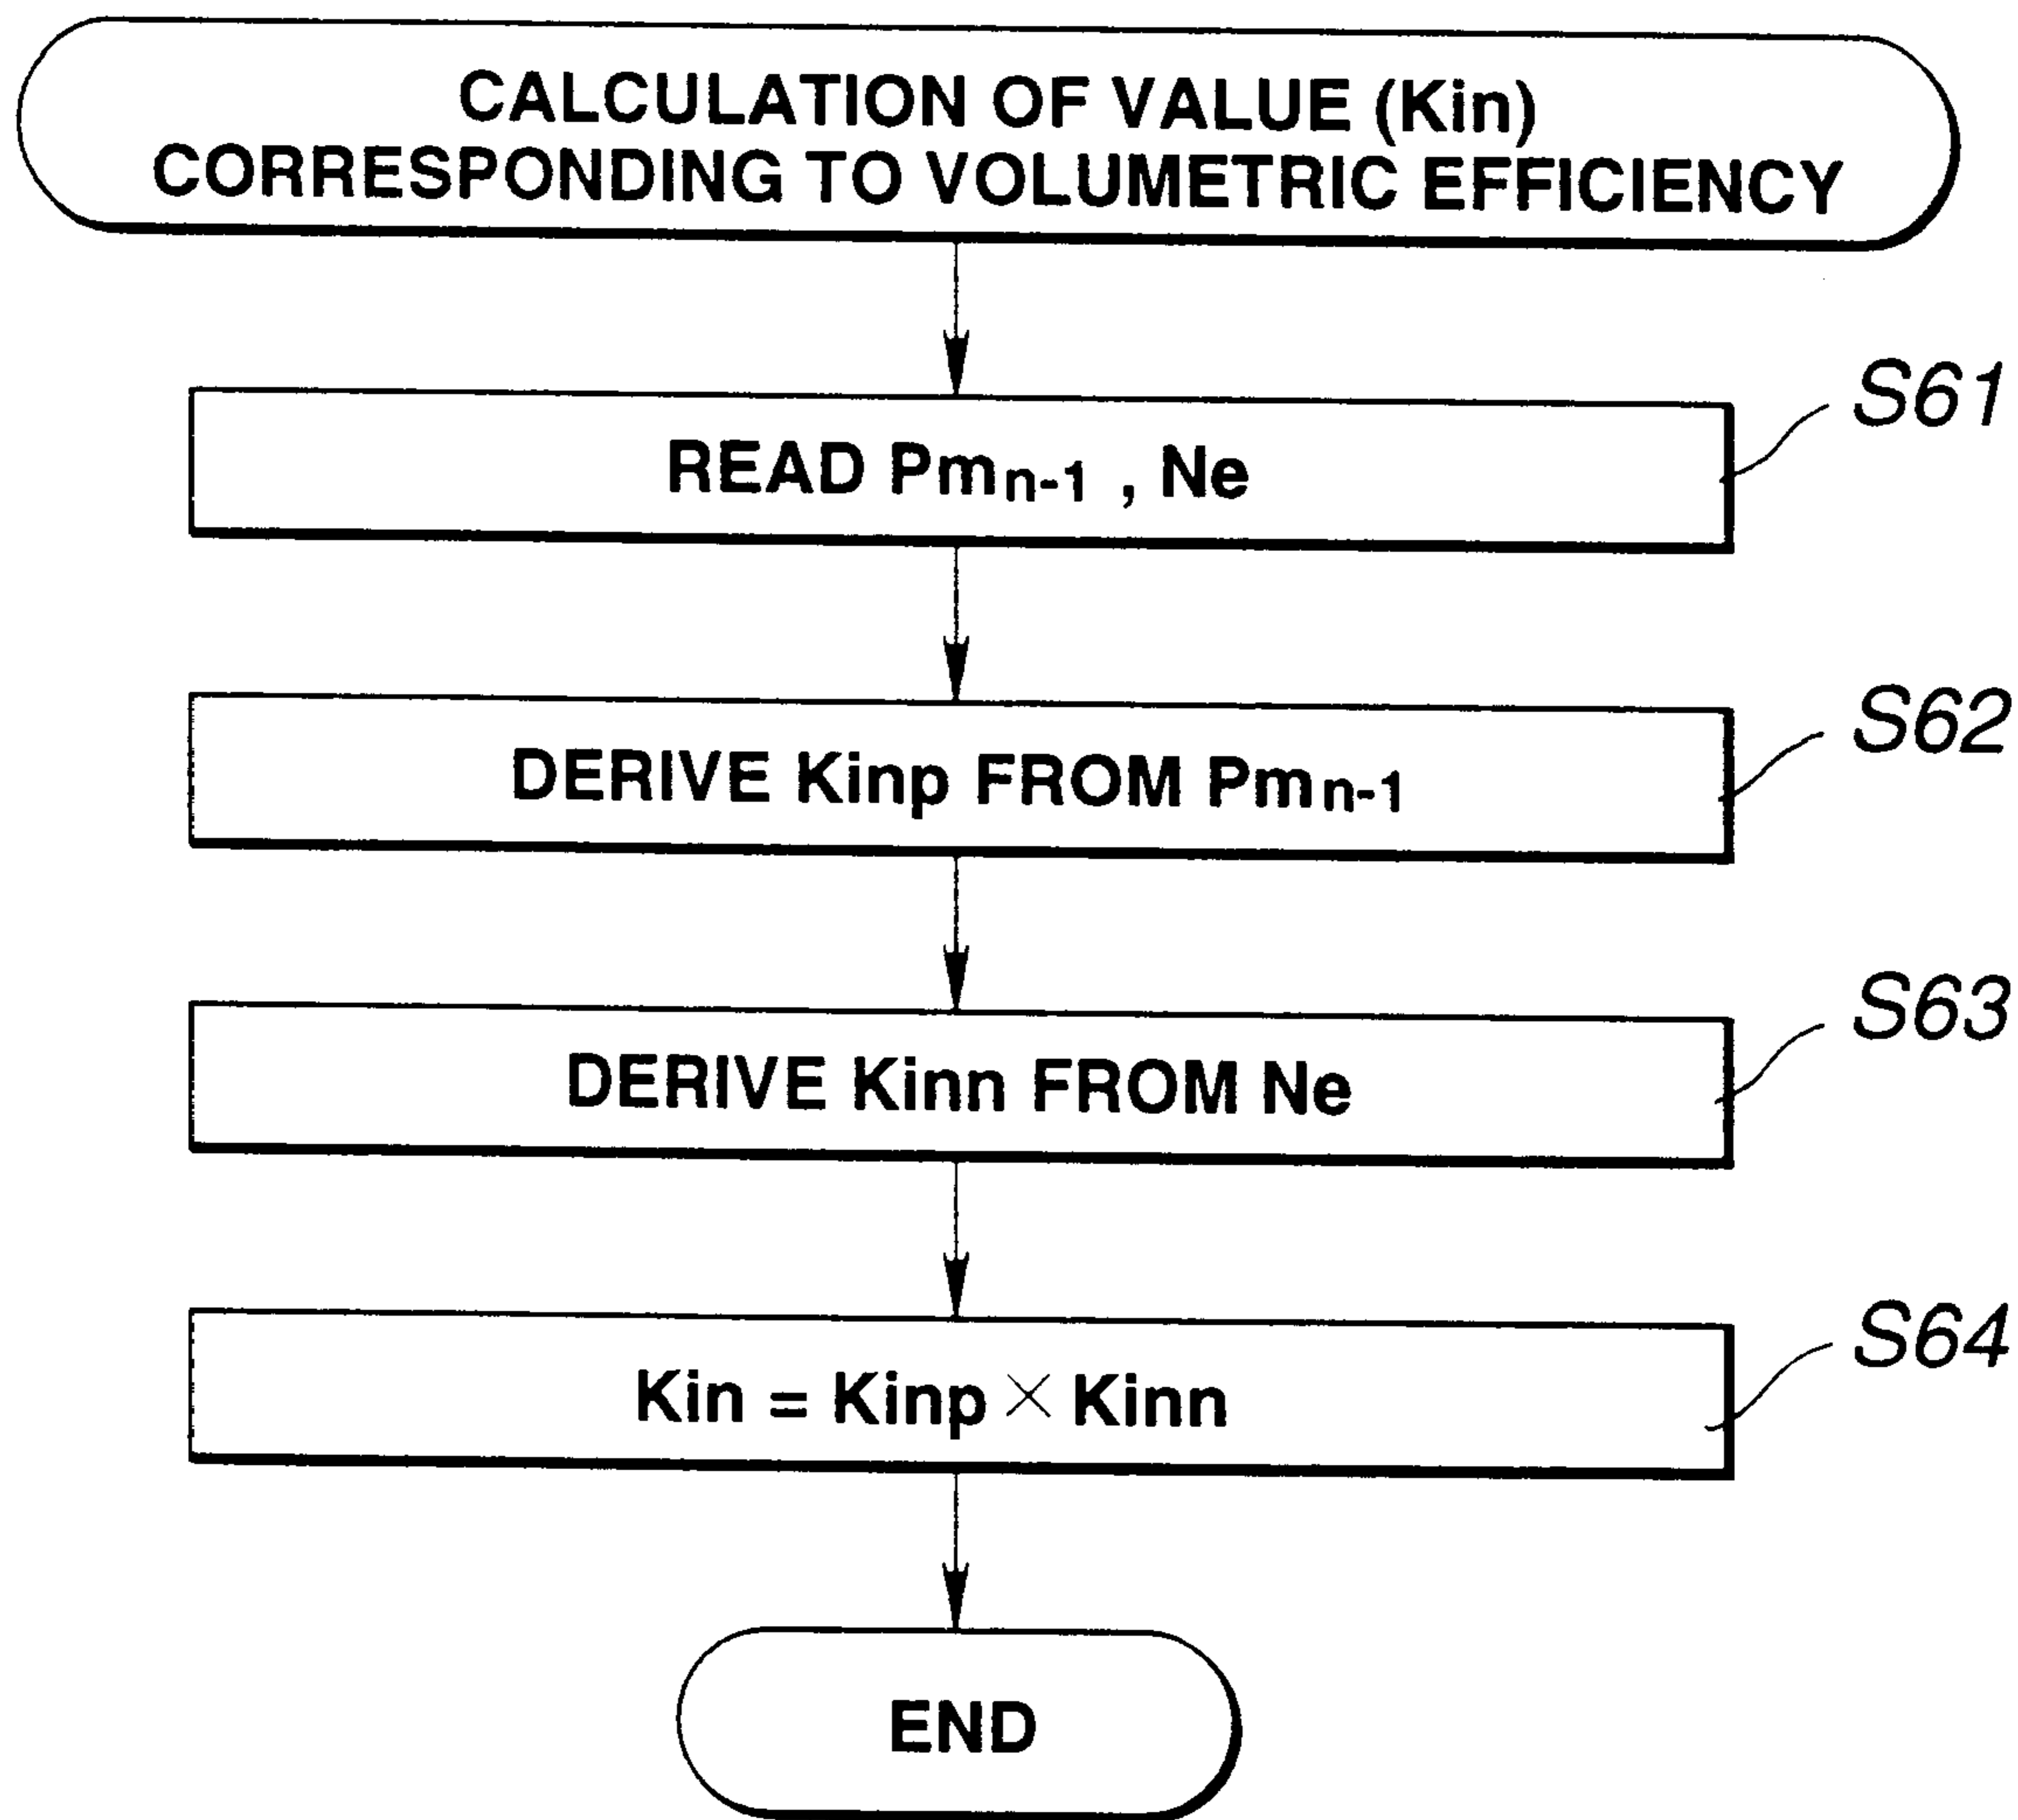 CALCULATION OF VALUE (Kin)
CORRESPONDING TO VOLUMETRIC EFFICIENCY
S61
READ Pmn-1 , Ne
S62
DERIVE Kinp FROM Pmn-1
S63
DERIVE Kinn FROM Ne
S64
Kin = Kinp × Kinn
END